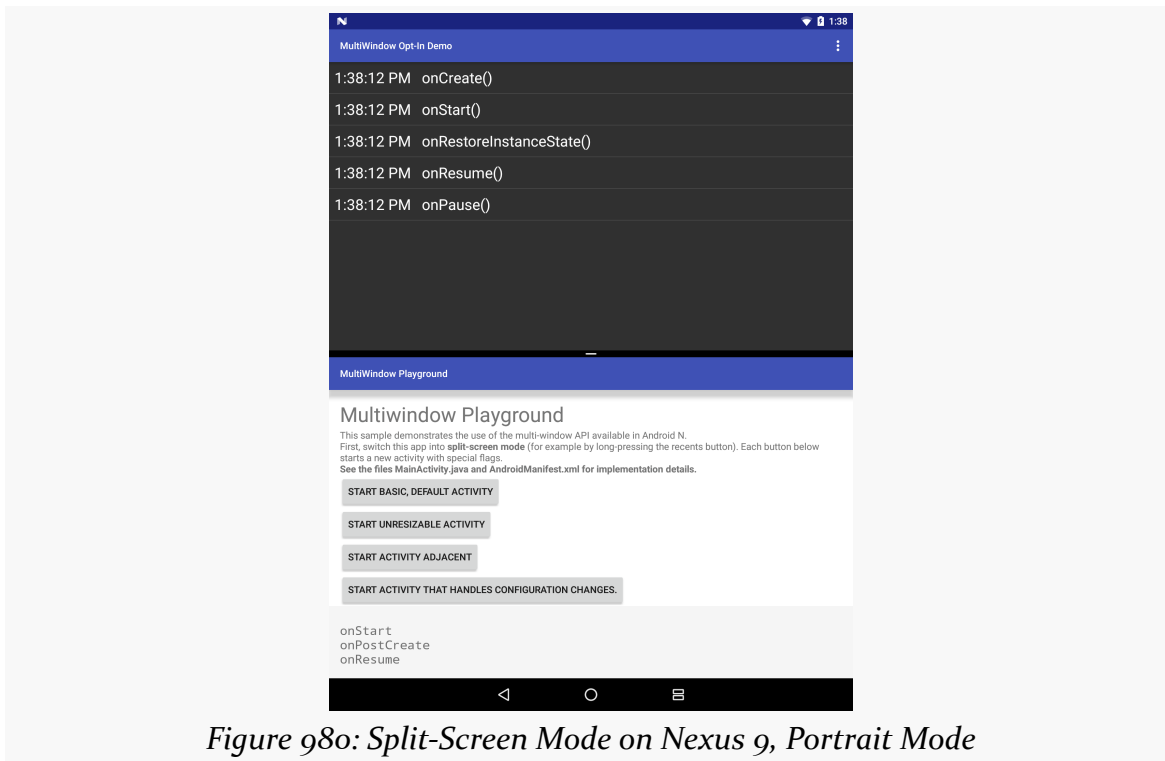 1:38
MultiWindow Opt-In Demo
1:38:12 PM onCreate()
1:38:12 PM onStart()
1:38:12 PM onRestoreInstanceState()
1:38:12 PM onResume()
1:38:12 PM onPause()
MultiWindow Playground
Multiwindow Playground
This sample demonstrates the use of the multi-window API available in Android N.
First, switch this app into split-screen mode (for example by long-pressing the recents button). Each button below
starts a new activity with special flags.
See the files MainActivity.java and AndroidManifest.xml for implementation details.
START BASIC, DEFAULT ACTIVITY
START UNRESIZABLE ACTIVITY
START ACTIVITY ADJACENT
START ACTIVITY THAT HANDLES CONFIGURATION CHANGES.
onStart
onPostCreate
onResume
Figure 980: Split-Screen Mode on Nexus 9, Portrait Mode